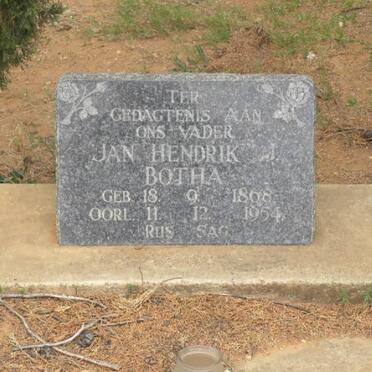 TER
GEDAGTENIS AAN
ONS VADER
JAN HENDRIK J.
BOTHA
GEB. 18. 9. 1868.
OORL. 11. 12. 1954.
RUS SAG